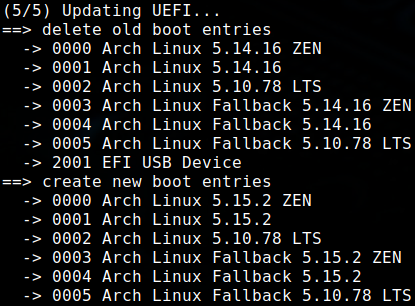 (5/5) Updating UEFI...
==> delete old boot entries
  -> 0000 Arch Linux 5.14.16 ZEN
  -> 0001 Arch Linux 5.14.16
  -> 0002 Arch Linux 5.10.78 LTS
  -> 0003 Arch Linux Fallback 5.14.16 ZEN
  -> 0004 Arch Linux Fallback 5.14.16
  -> 0005 Arch Linux Fallback 5.10.78 LTS
  -> 2001 EFI USB Device
==> create new boot entries
  -> 0000 Arch Linux 5.15.2 ZEN
  -> 0001 Arch Linux 5.15.2
  -> 0002 Arch Linux 5.10.78 LTS
  -> 0003 Arch Linux Fallback 5.15.2 ZEN
  -> 0004 Arch Linux Fallback 5.15.2
  -> 0005 Arch Linux Fallback 5.10.78 LTS